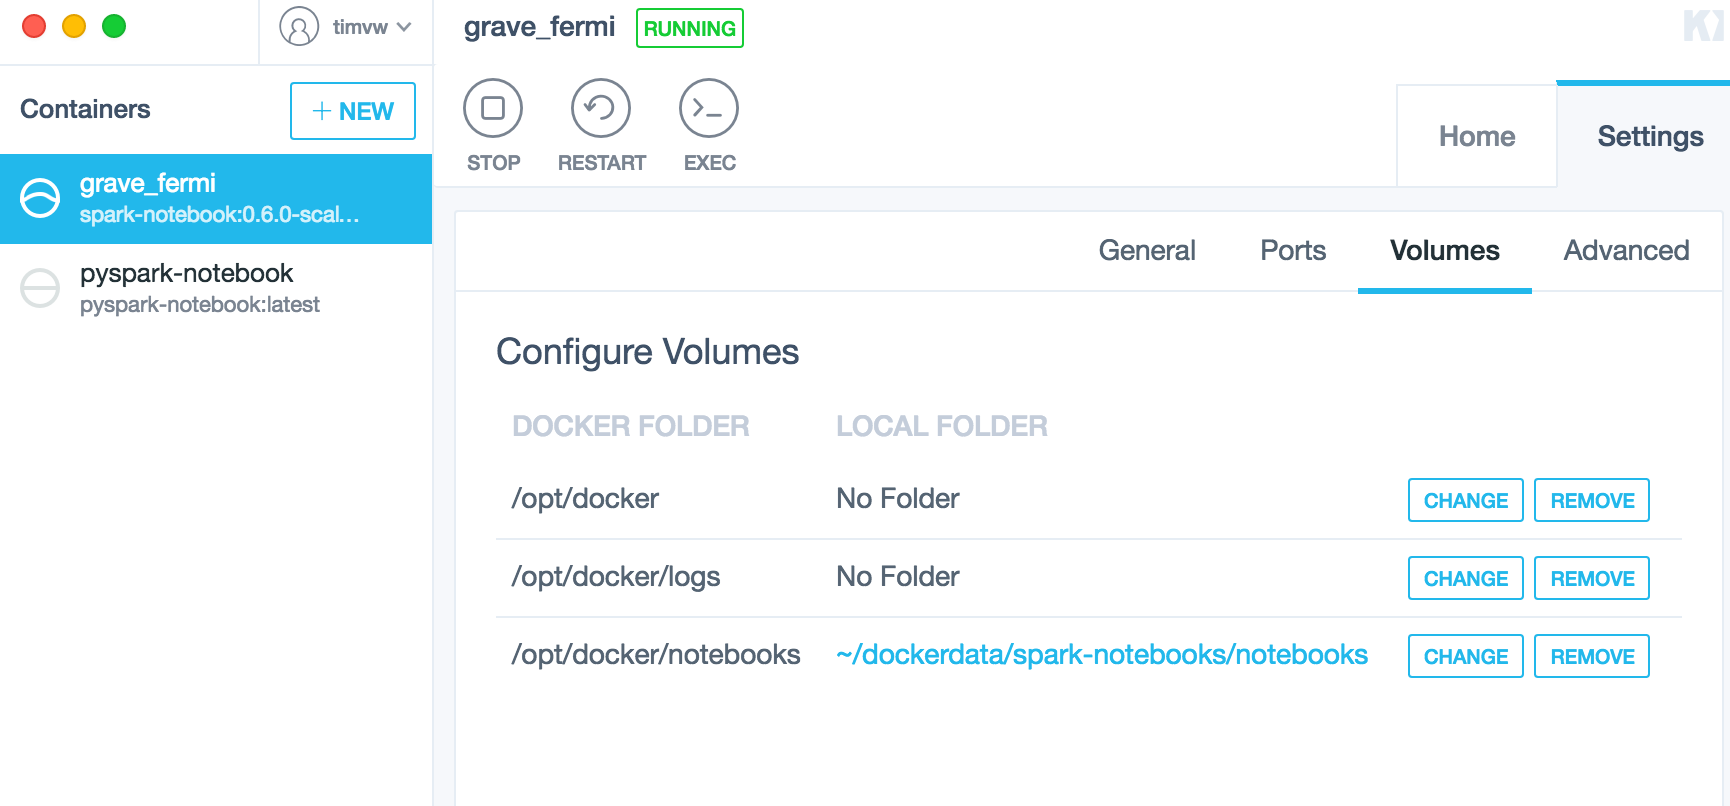 timvw
grave_fermi RUNNING
Containers
+ NEW
STOP RESTART EXEC
Home Settings
grave_fermi
spark-notebook:0.6.0-scal...
pyspark-notebook
pyspark-notebook:latest
General Ports Volumes Advanced
Configure Volumes
DOCKER FOLDER LOCAL FOLDER
/opt/docker No Folder CHANGE REMOVE
/opt/docker/logs No Folder CHANGE REMOVE
/opt/docker/notebooks ~/dockerdata/spark-notebooks/notebooks CHANGE REMOVE